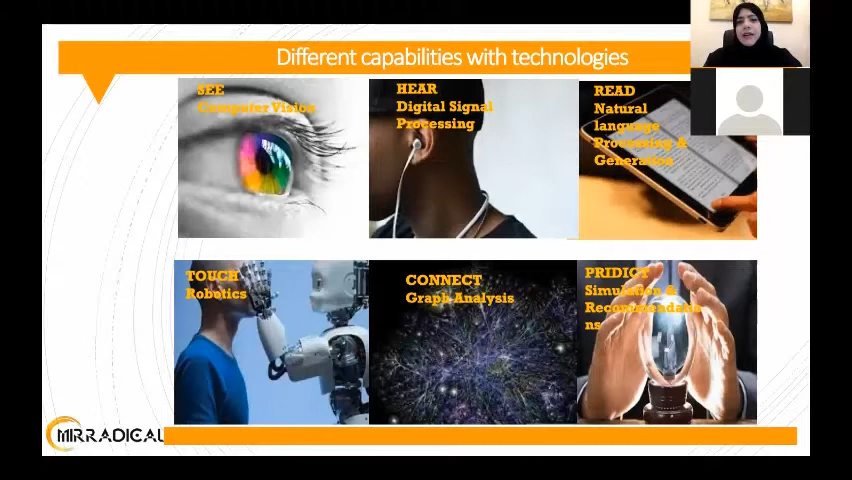 Different capabilities with technologies
SEE
Computer Vision
HEAR
Digital Signal
Processing
READ
Natural
language
Processing &
Generation
TOUCH
Robotics
CONNECT
Graph Analysis
PRIDICT
Simulation &
Recommendatio
ns
MIRRADICAL